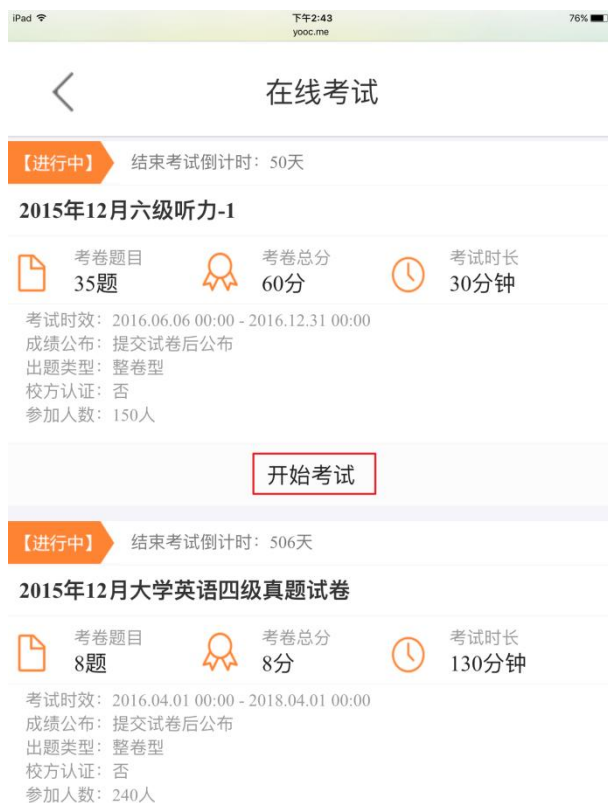 iPad 下午2:43 76%
yooc.me
在线考试
【进行中】 结束考试倒计时：50天
2015年12月六级听力-1
考卷题目 考卷总分 考试时长
35题 60分 30分钟
考试时效：2016.06.06 00:00 - 2016.12.31 00:00
成绩公布：提交试卷后公布
出题类型：整卷型
校方认证：否
参加人数：150人
开始考试
【进行中】 结束考试倒计时：506天
2015年12月大学英语四级真题试卷
考卷题目 考卷总分 考试时长
8题 8分 130分钟
考试时效：2016.04.01 00:00 - 2018.04.01 00:00
成绩公布：提交试卷后公布
出题类型：整卷型
校方认证：否
参加人数：240人